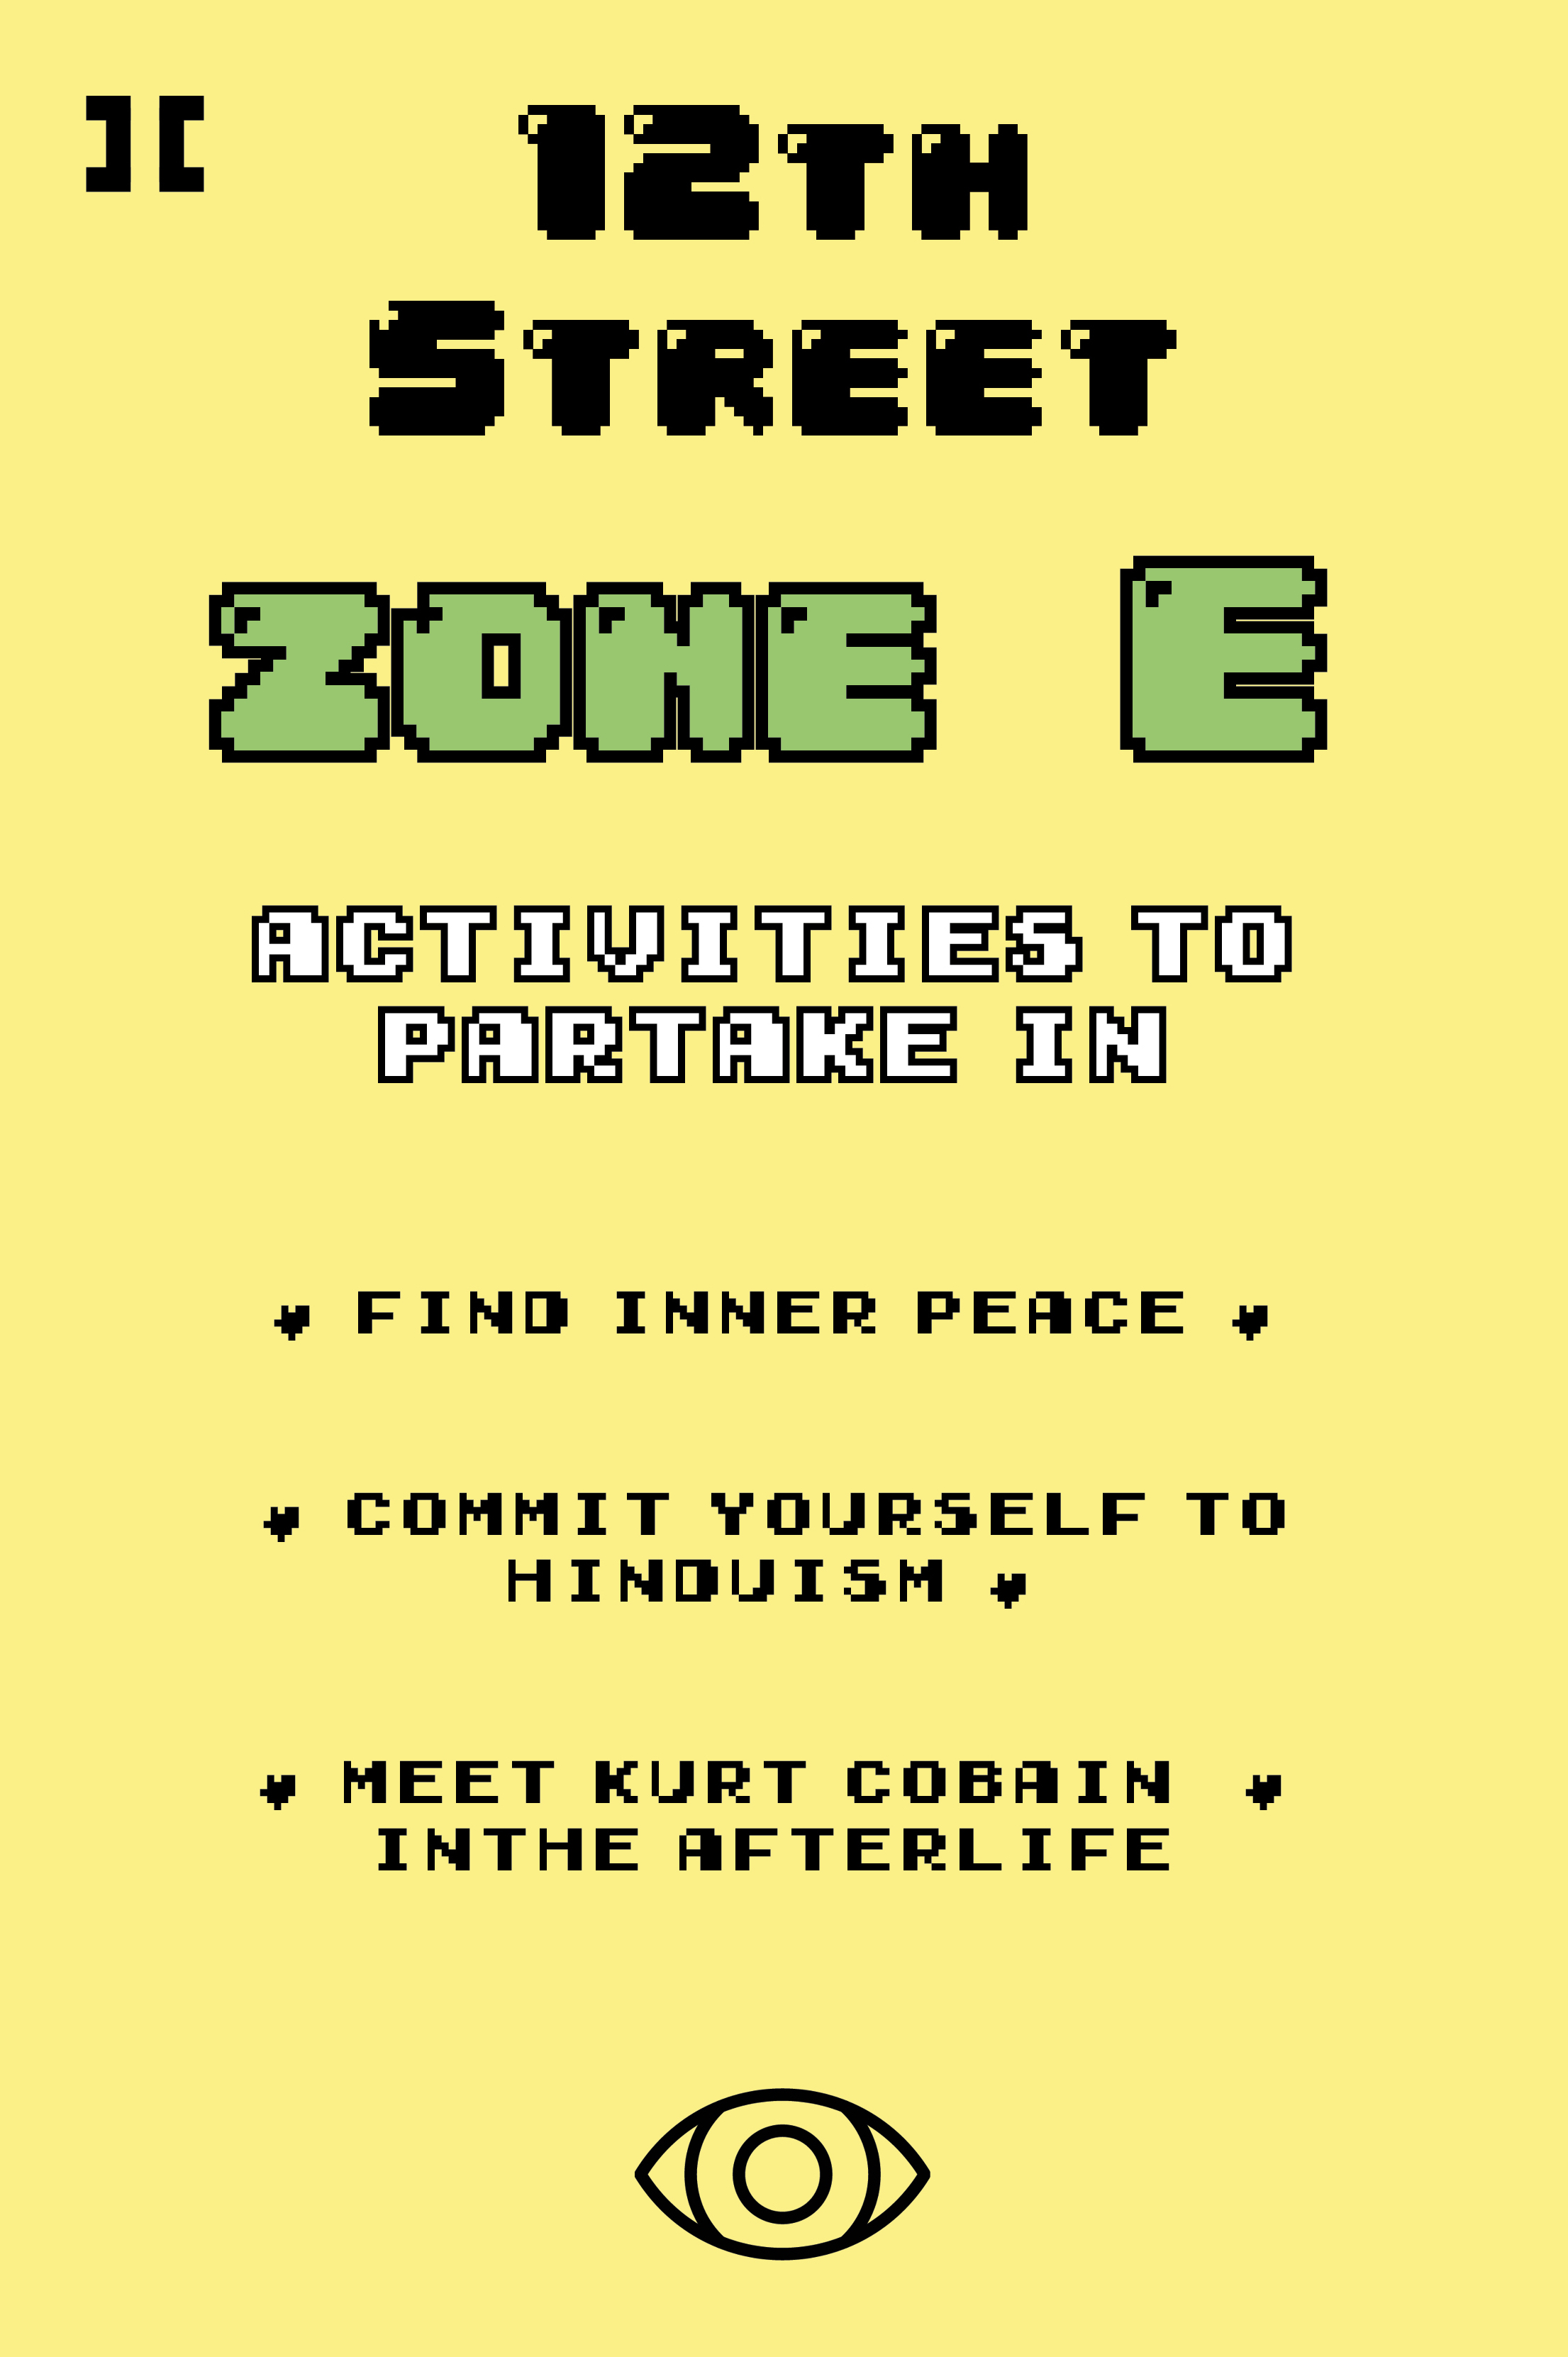 ][
12TH
STREET
ZONE E
ACTIVITIES TO
PARTAKE IN
♥ FIND INNER PEACE ♥
♥ COMMIT YOURSELF TO
HINDUISM ♥
♥ MEET KURT COBAIN ♥
INTHE AFTERLIFE